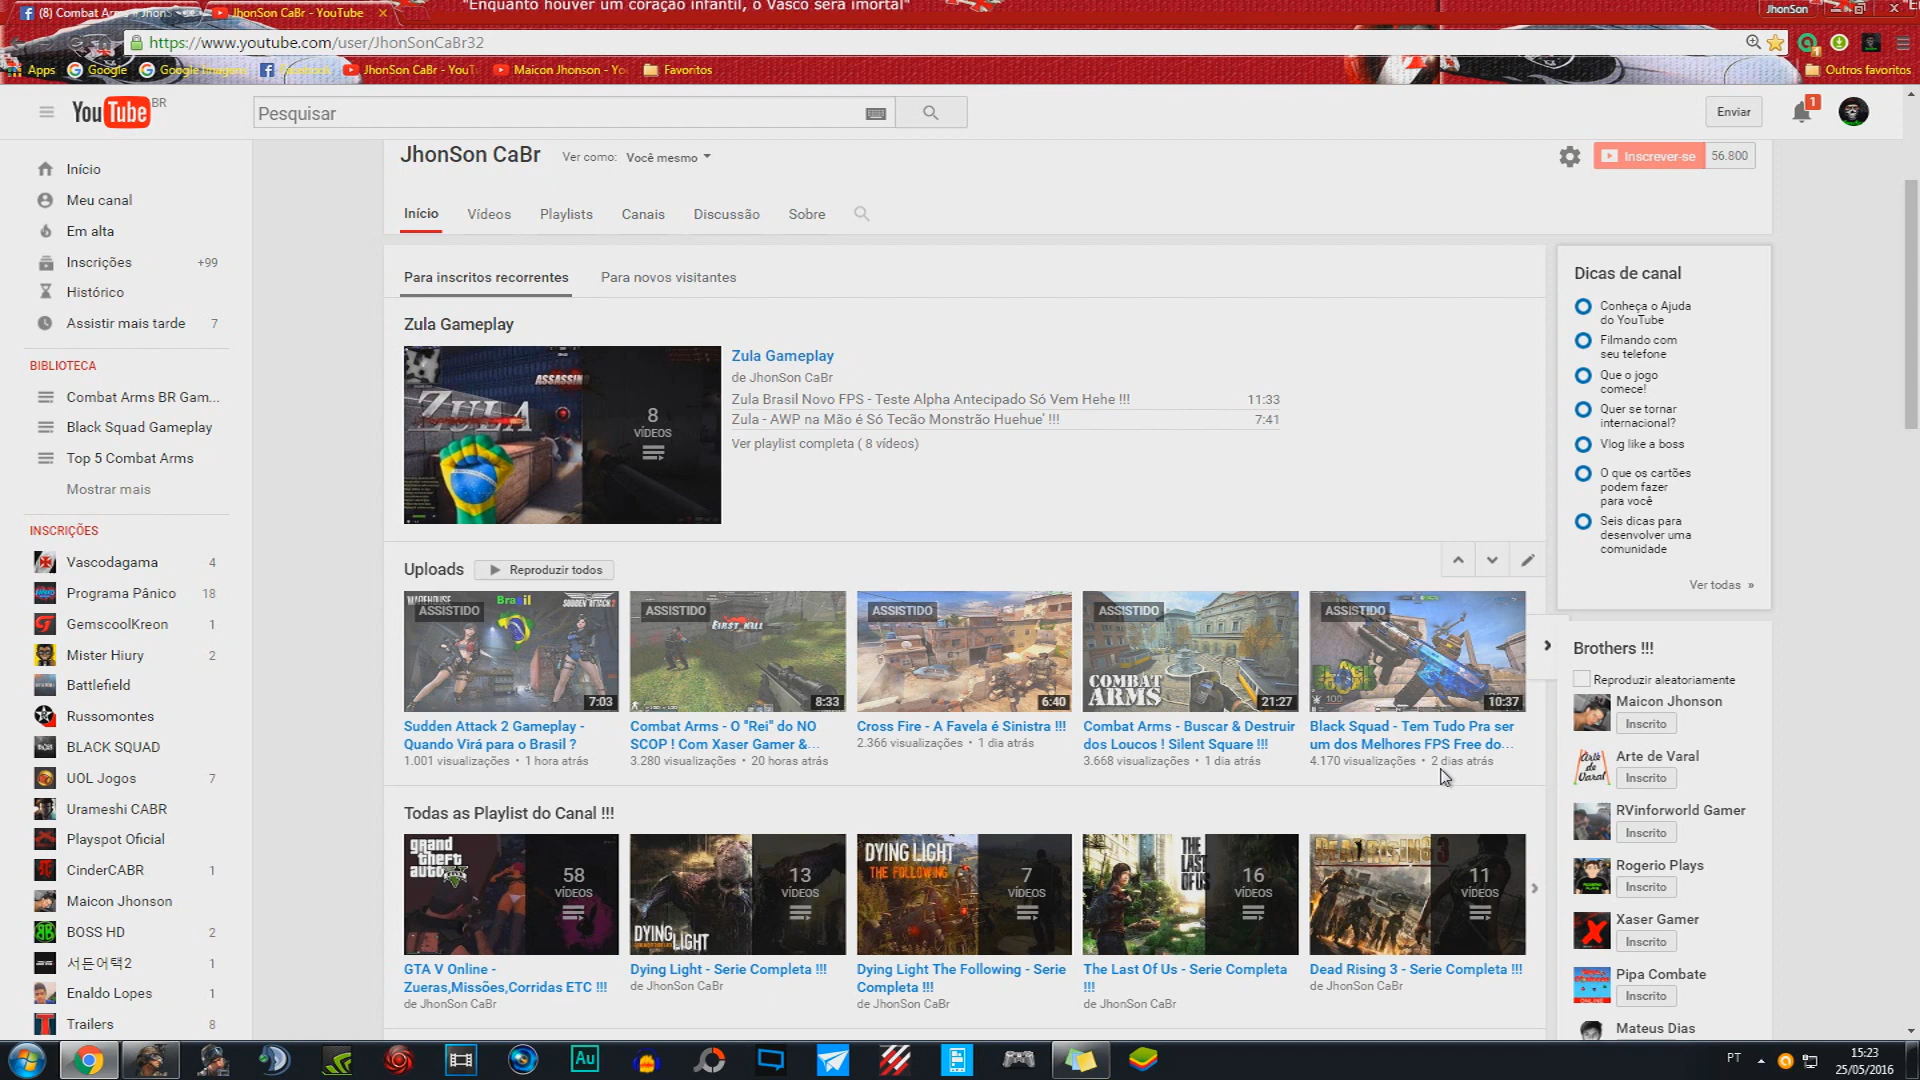 "Enquanto houver um coração infantil, o Vasco será imortal"
JhonSon CaBr - YouTube
JhonSon
https://www.youtube.com/user/JhonSonCaBr32
Apps
Google
JhonSon CaBr - YouT
Maicon Jhonson - Yo
Favoritos
Outros favoritos
YouTube BR
Pesquisar
Enviar
1
Início
Meu canal
Em alta
Inscrições +99
Histórico
Assistir mais tarde 7
BIBLIOTECA
Combat Arms BR Gam...
Black Squad Gameplay
Top 5 Combat Arms
Mostrar mais
INSCRIÇÕES
Vascodagama 4
Programa Pânico 18
GemscoolKreon 1
Mister Hiury 2
Battlefield
Russomontes
BLACK SQUAD
UOL Jogos 7
Urameshi CABR
Playspot Oficial
CinderCABR 1
Maicon Jhonson
BOSS HD 2
서든어택2 1
Enaldo Lopes 1
Trailers 8
JhonSon CaBr
Ver como: Você mesmo
Inscrever-se 56.800
Início Vídeos Playlists Canais Discussão Sobre
Para inscritos recorrentes Para novos visitantes
Zula Gameplay
ASSASSIN
ZULA
8
VÍDEOS
Zula Gameplay
de JhonSon CaBr
Zula Brasil Novo FPS - Teste Alpha Antecipado Só Vem Hehe !!! 11:33
Zula - AWP na Mão é Só Tecão Monstrão Huehue' !!! 7:41
Ver playlist completa ( 8 vídeos)
Uploads Reproduzir todos
ASSISTIDO
Brasil
SUDDEN ATTACK 2
7:03
Sudden Attack 2 Gameplay -
Quando Virá para o Brasil ?
1.001 visualizações • 1 hora atrás
ASSISTIDO
FIRST KILL
8:33
Combat Arms - O "Rei" do NO
SCOP ! Com Xaser Gamer &...
3.280 visualizações • 20 horas atrás
ASSISTIDO
6:40
Cross Fire - A Favela é Sinistra !!!
2.366 visualizações • 1 dia atrás
ASSISTIDO
COMBAT
ARMS
21:27
Combat Arms - Buscar & Destruir
dos Loucos ! Silent Square !!!
3.668 visualizações • 1 dia atrás
ASSISTIDO
100
10:37
Black Squad - Tem Tudo Pra ser
um dos Melhores FPS Free do...
4.170 visualizações • 2 dias atrás
Todas as Playlist do Canal !!!
grand
theft
auto V
58
VÍDEOS
GTA V Online -
Zueras,Missões,Corridas ETC !!!
de JhonSon CaBr
DYING LIGHT
13
VÍDEOS
Dying Light - Serie Completa !!!
de JhonSon CaBr
DYING LIGHT
THE FOLLOWING
7
VÍDEOS
Dying Light The Following - Serie
Completa !!!
de JhonSon CaBr
THE
LAST
OF US
16
VÍDEOS
The Last Of Us - Serie Completa
!!!
de JhonSon CaBr
DEADRISING 3
11
VÍDEOS
Dead Rising 3 - Serie Completa !!!
de JhonSon CaBr
Dicas de canal
Conheça o Ajuda
do YouTube
Filmando com
seu telefone
Que o jogo
comece!
Quer se tornar
internacional?
Vlog like a boss
O que os cartões
podem fazer
para você
Seis dicas para
desenvolver uma
comunidade
Ver todas »
Brothers !!!
Reproduzir aleatoriamente
Maicon Jhonson
Inscrito
Arte de Varal
Inscrito
RVinforworld Gamer
Inscrito
Rogerio Plays
Inscrito
Xaser Gamer
Inscrito
Pipa Combate
Inscrito
Mateus Dias
Au
PT
15:23
25/05/2016